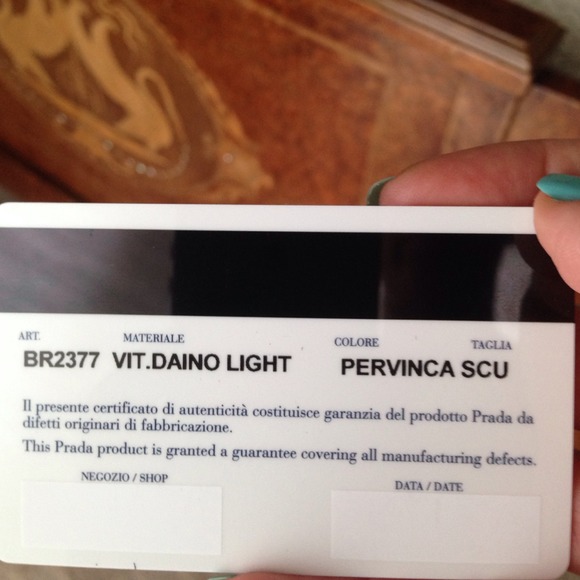 ART. MATERIALE COLORE TAGLIA
BR2377 VIT.DAINO LIGHT PERVINCA SCU
Il presente certificato di autenticità costituisce garanzia del prodotto Prada da
difetti originari di fabbricazione.
This Prada product is granted a guarantee covering all manufacturing defects.
NEGOZIO / SHOP DATA / DATE